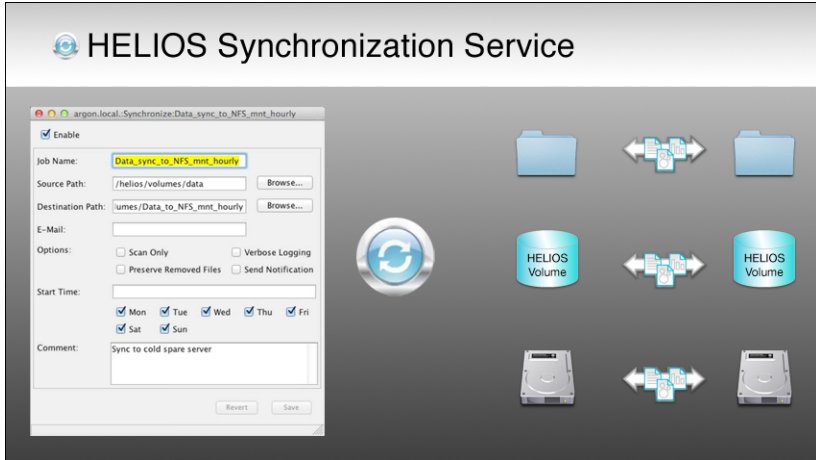 HELIOS Synchronization Service
argon.local.:Synchronize:Data_sync_to_NFS_mnt_hourly
Enable
Job Name: Data_sync_to_NFS_mnt_hourly
Source Path: /helios/volumes/data Browse...
Destination Path: umes/Data_to_NFS_mnt_hourly Browse...
E-Mail:
Options: Scan Only Verbose Logging
Preserve Removed Files Send Notification
Start Time:
Mon Tue Wed Thu Fri
Sat Sun
Comment: Sync to cold spare server
Revert Save
HELIOS
Volume
HELIOS
Volume